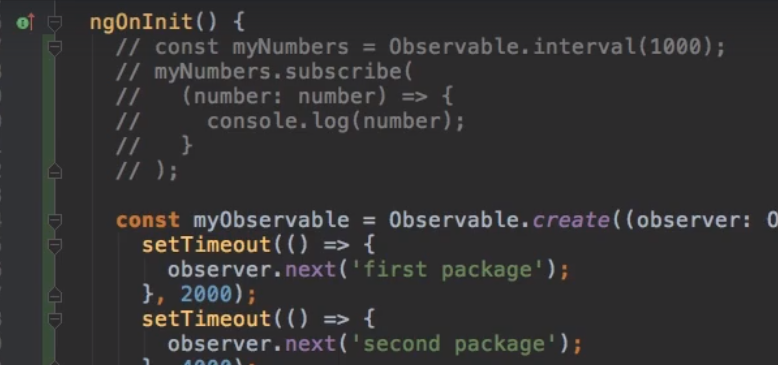 ngOnInit() {
// const myNumbers = Observable.interval(1000);
// myNumbers.subscribe(
//   (number: number) => {
//     console.log(number);
//   }
// );
const myObservable = Observable.create((observer: O
setTimeout(() => {
observer.next('first package');
}, 2000);
setTimeout(() => {
observer.next('second package');
}, 4000);